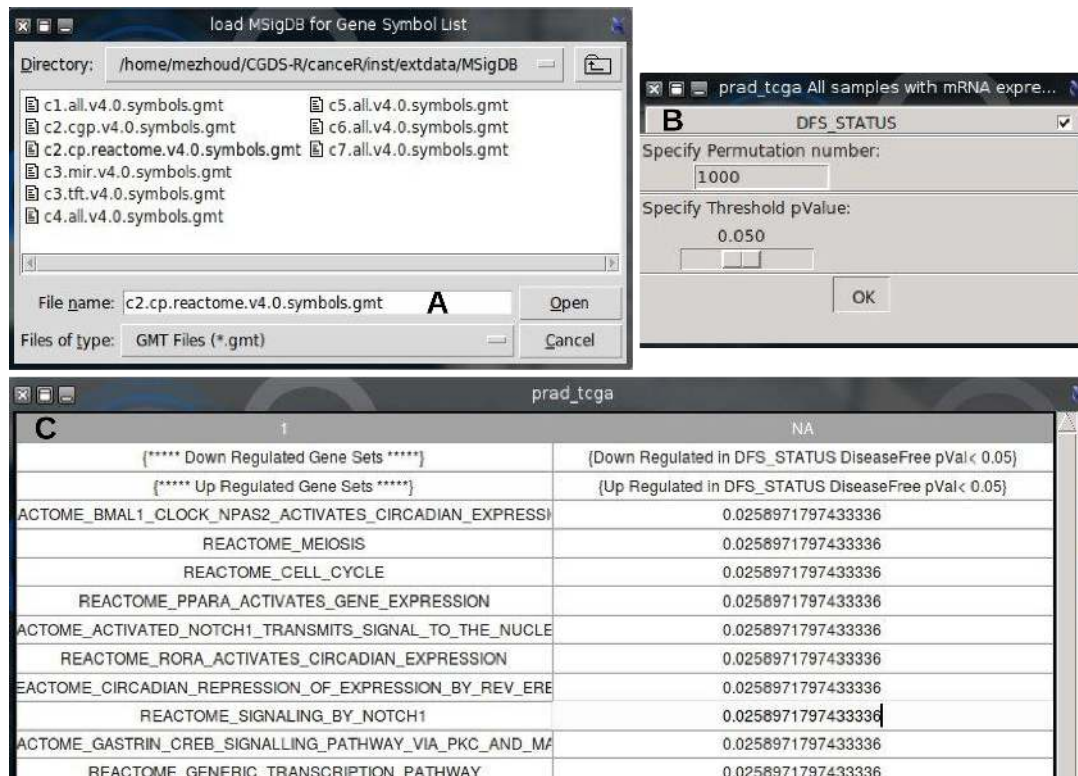 load MSigDB for Gene Symbol List
Directory: /home/mezhoud/CGDS-R/canceR/inst/extdata/MSigDB
c1.all.v4.0.symbols.gmt
c2.cgp.v4.0.symbols.gmt
c2.cp.reactome.v4.0.symbols.gmt
c3.mir.v4.0.symbols.gmt
c3.tft.v4.0.symbols.gmt
c4.all.v4.0.symbols.gmt
c5.all.v4.0.symbols.gmt
c6.all.v4.0.symbols.gmt
c7.all.v4.0.symbols.gmt
File name: c2.cp.reactome.v4.0.symbols.gmt A Open
Files of type: GMT Files (*.gmt) Cancel
prad_tcga All samples with mRNA expre...
B DFS_STATUS
Specify Permutation number:
1000
Specify Threshold pValue:
0.050
OK
prad_tcga
C 1 NA
{***** Down Regulated Gene Sets *****} {Down Regulated in DFS_STATUS DiseaseFree pVal< 0.05}
{***** Up Regulated Gene Sets *****} {Up Regulated in DFS_STATUS DiseaseFree pVal< 0.05}
ACTOME_BMAL1_CLOCK_NPAS2_ACTIVATES_CIRCADIAN_EXPRESSI 0.0258971797433336
REACTOME_MEIOSIS 0.0258971797433336
REACTOME_CELL_CYCLE 0.0258971797433336
REACTOME_PPARA_ACTIVATES_GENE_EXPRESSION 0.0258971797433336
ACTOME_ACTIVATED_NOTCH1_TRANSMITS_SIGNAL_TO_THE_NUCLE 0.0258971797433336
REACTOME_RORA_ACTIVATES_CIRCADIAN_EXPRESSION 0.0258971797433336
EACTOME_CIRCADIAN_REPRESSION_OF_EXPRESSION_BY_REV_ERE 0.0258971797433336
REACTOME_SIGNALING_BY_NOTCH1 0.0258971797433336
ACTOME_GASTRIN_CREB_SIGNALLING_PATHWAY_VIA_PKC_AND_MA 0.0258971797433336
REACTOME_GENERIC_TRANSCRIPTION_PATHWAY 0.0258971797433336